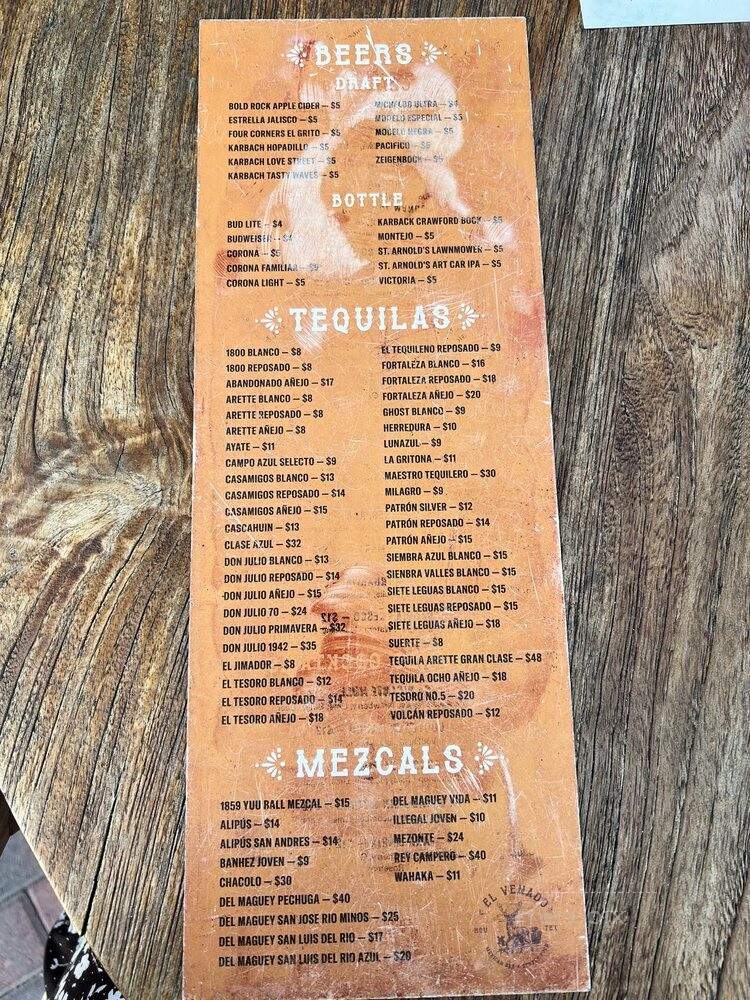 BEERS
DRAFT
BOLD ROCK APPLE CIDER – $5
ESTRELLA JALISCO – $5
FOUR CORNERS EL GRITO – $5
KARBACH HOPADILLO – $5
KARBACH LOVE STREET – $5
KARBACH TASTY WAVES – $5
MICHELOB ULTRA – $4
MODELO ESPECIAL – $5
MODELO NEGRA – $5
PACIFICO – $5
ZEIGENBOCK – $5
BOTTLE
BUD LITE – $4
BUDWEISER – $4
CORONA – $5
CORONA FAMILIAR – $5
CORONA LIGHT – $5
KARBACK CRAWFORD BOCK – $5
MONTEJO – $5
ST. ARNOLD'S LAWNMOWER – $5
ST. ARNOLD'S ART CAR IPA – $5
VICTORIA – $5
TEQUILAS
1800 BLANCO – $8
1800 REPOSADO – $8
ABANDONADO AÑEJO – $17
ARETTE BLANCO – $8
ARETTE REPOSADO – $8
ARETTE AÑEJO – $8
AYATE – $11
CAMPO AZUL SELECTO – $9
CASAMIGOS BLANCO – $13
CASAMIGOS REPOSADO – $14
CASAMIGOS AÑEJO – $15
CASCAHUIN – $13
CLASE AZUL – $32
DON JULIO BLANCO – $13
DON JULIO REPOSADO – $14
DON JULIO AÑEJO – $15
DON JULIO 70 – $24
DON JULIO PRIMAVERA – $32
DON JULIO 1942 – $35
EL JIMADOR – $8
EL TESORO BLANCO – $12
EL TESORO REPOSADO – $14
EL TESORO AÑEJO – $18
EL TEQUILENO REPOSADO – $9
FORTALEZA BLANCO – $16
FORTALEZA REPOSADO – $18
FORTALEZA AÑEJO – $20
GHOST BLANCO – $9
HERREDURA – $10
LUNAZUL – $9
LA GRITONA – $11
MAESTRO TEQUILERO – $30
MILAGRO – $9
PATRÓN SILVER – $12
PATRÓN REPOSADO – $14
PATRÓN AÑEJO – $15
SIEMBRA AZUL BLANCO – $15
SIENBRA VALLES BLANCO – $15
SIETE LEGUAS BLANCO – $15
SIETE LEGUAS REPOSADO – $15
SIETE LEGUAS AÑEJO – $18
SUERTE – $8
TEQUILA ARETTE GRAN CLASE – $48
TEQUILA OCHO AÑEJO – $18
TESORO NO.5 – $20
VOLCÁN REPOSADO – $12
MEZCALS
1859 YUU RALL MEZCAL – $15
ALIPÚS – $14
ALIPÚS SAN ANDRES – $14
BANHEZ JOVEN – $9
CHACOLO – $30
DEL MAGUEY PECHUGA – $40
DEL MAGUEY SAN JOSE RIO MINOS – $25
DEL MAGUEY SAN LUIS DEL RIO – $17
DEL MAGUEY SAN LUIS DEL RIO AZUL – $20
DEL MAGUEY VIDA – $11
ILLEGAL JOVEN – $10
MEZONTE – $24
REY CAMPERO – $40
WAHAKA – $11
EL VENADO
HOU TEX